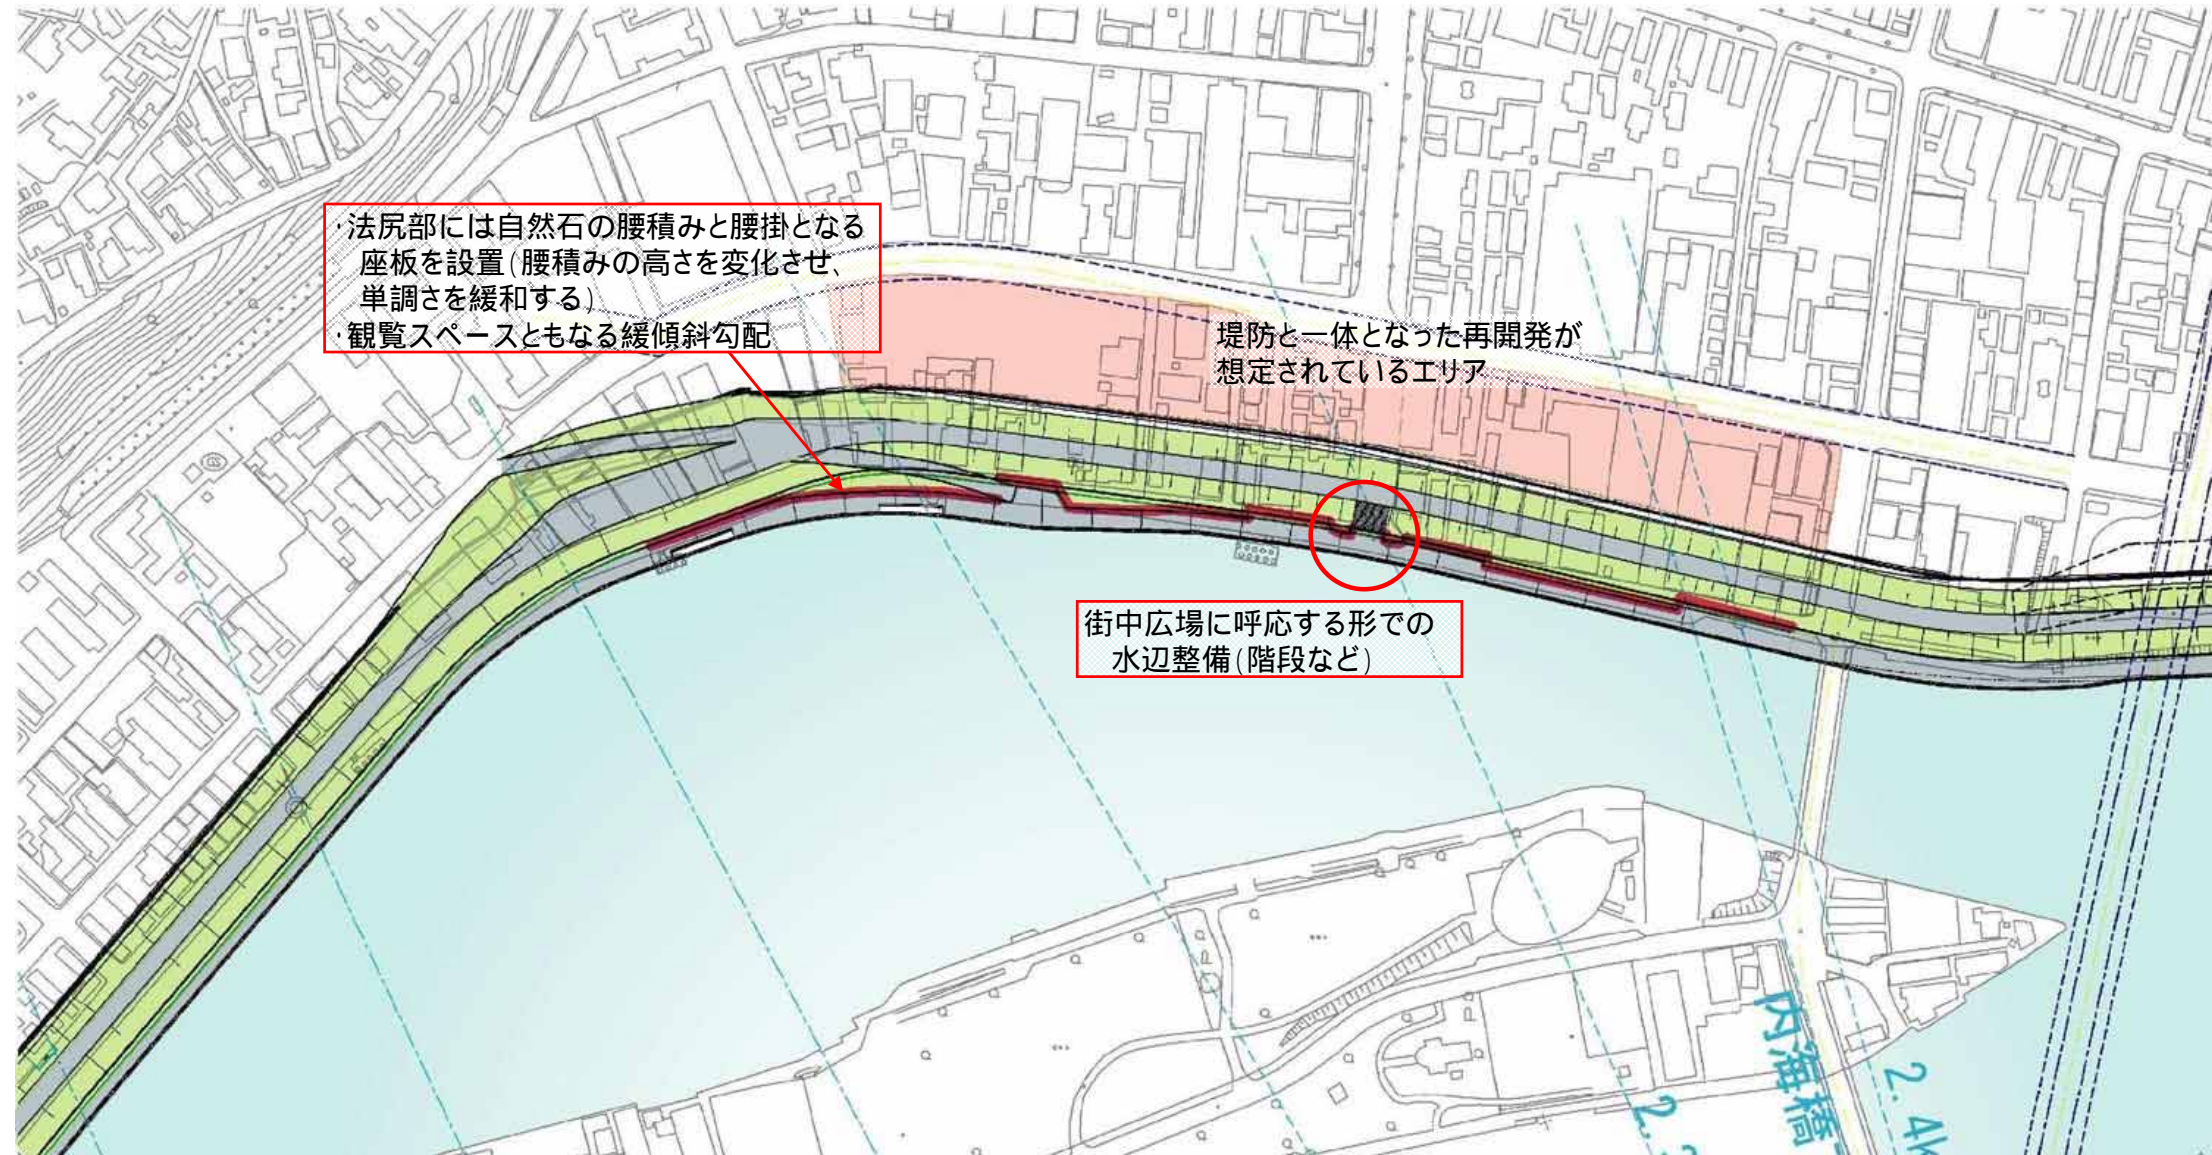 ・法尻部には自然石の腰積みと腰掛となる
座板を設置(腰積みの高さを変化させ、
単調さを緩和する)
・観覧スペースともなる緩傾斜勾配
堤防と一体となった再開発が
想定されているエリア
街中広場に呼応する形での
水辺整備(階段など)
内海橋
2.4k